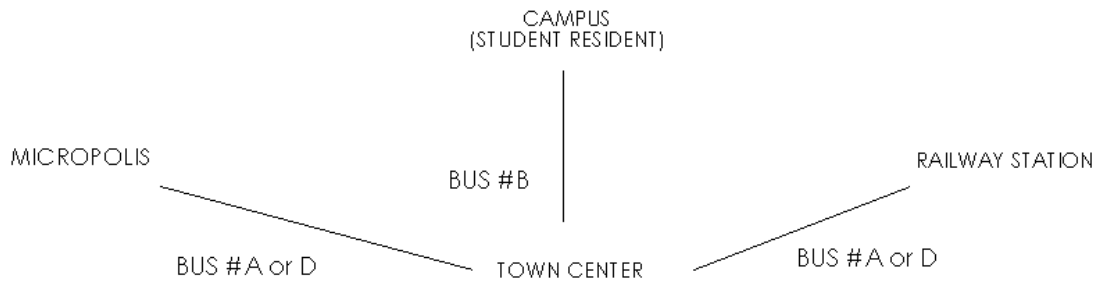 CAMPUS
(STUDENT RESIDENT)
MICROPOLIS
RAILWAY STATION
BUS #B
BUS #A or D
TOWN CENTER
BUS #A or D